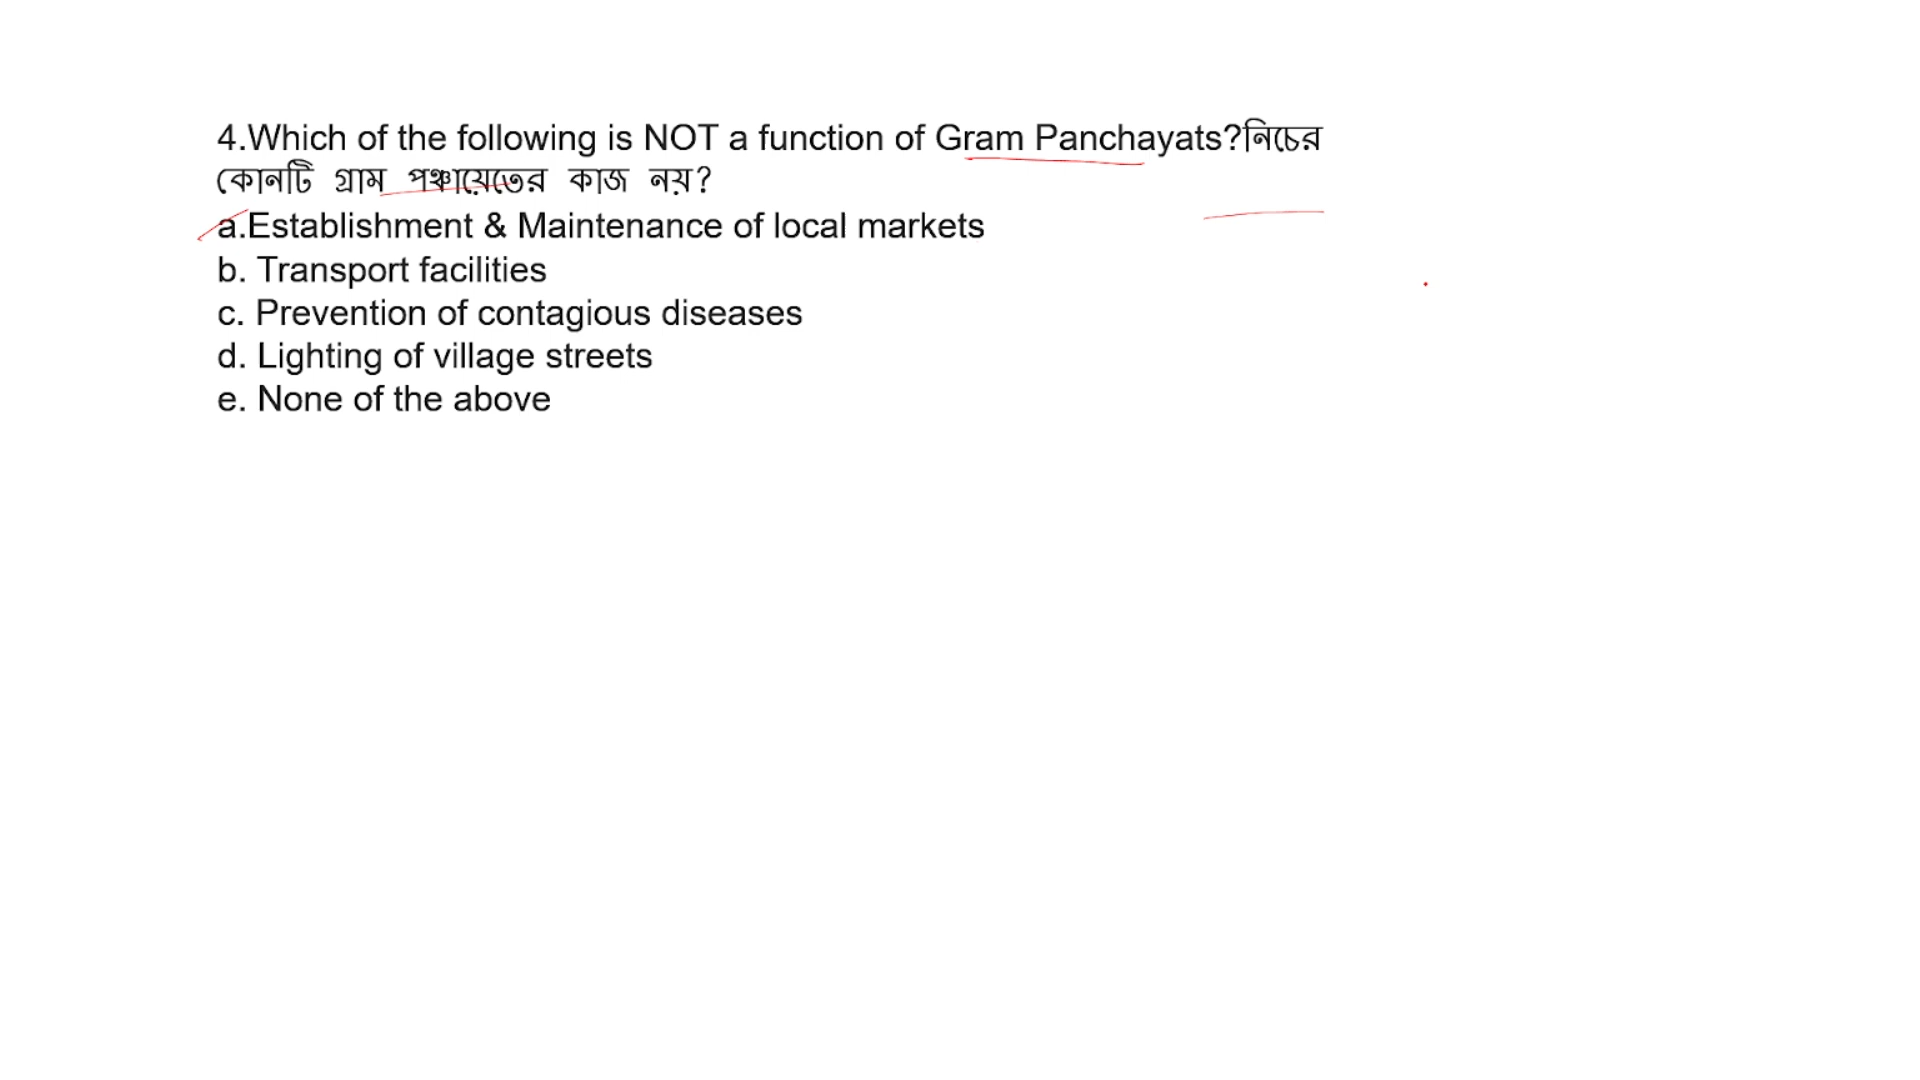 4.Which of the following is NOT a function of Gram Panchayats?নিচের
কোনটি গ্রাম পঞ্চায়েতের কাজ নয়?
a.Establishment & Maintenance of local markets
b. Transport facilities
c. Prevention of contagious diseases
d. Lighting of village streets
e. None of the above